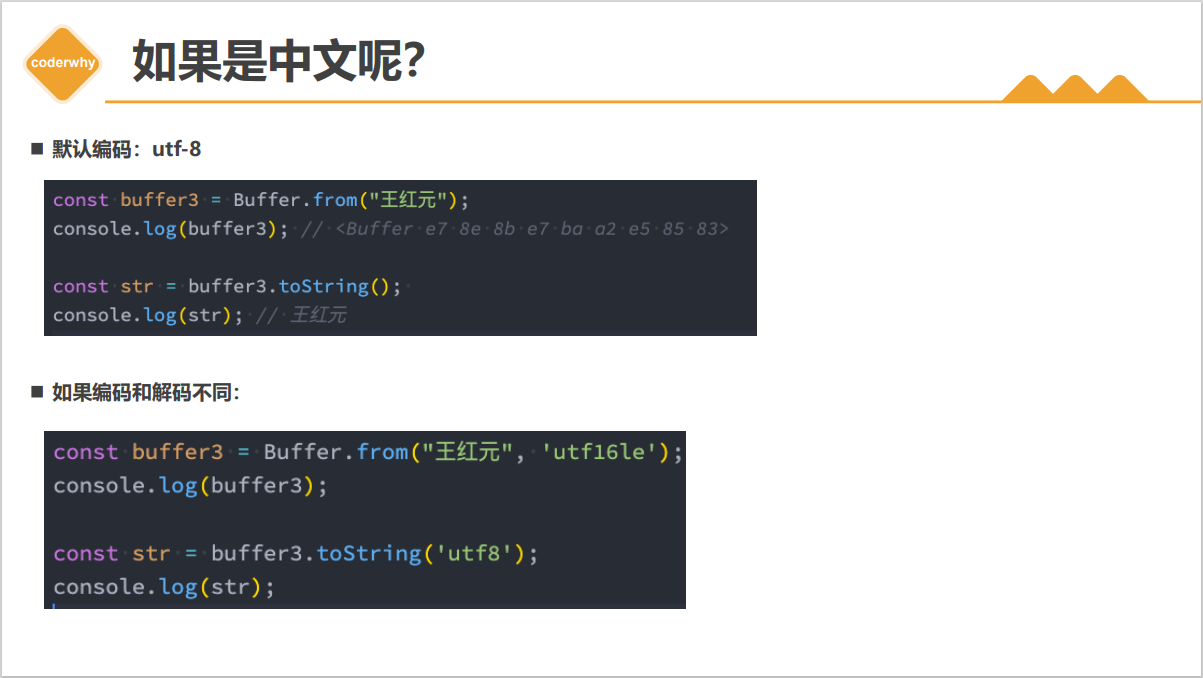 coderwhy
如果是中文呢？
默认编码：utf-8
const buffer3 = Buffer.from("王红元");
console.log(buffer3); // <Buffer e7 8e 8b e7 ba a2 e5 85 83>
const str = buffer3.toString();
console.log(str); // 王红元
如果编码和解码不同：
const buffer3 = Buffer.from("王红元", 'utf16le');
console.log(buffer3);
const str = buffer3.toString('utf8');
console.log(str);